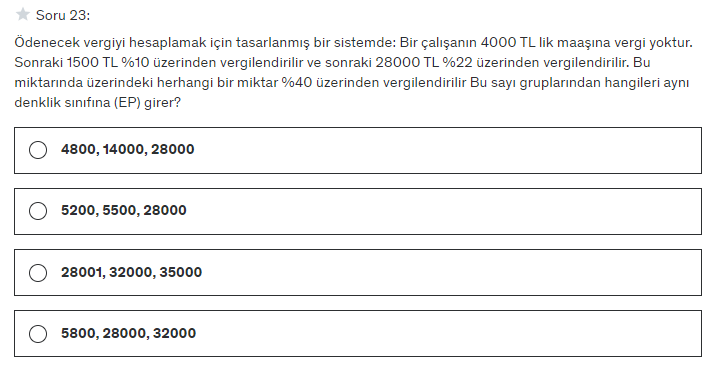 Soru 23:
Ödenecek vergiyi hesaplamak için tasarlanmış bir sistemde: Bir çalışanın 4000 TL lik maaşına vergi yoktur.
Sonraki 1500 TL %10 üzerinden vergilendirilir ve sonraki 28000 TL %22 üzerinden vergilendirilir. Bu
miktarında üzerindeki herhangi bir miktar %40 üzerinden vergilendirilir Bu sayı gruplarından hangileri aynı
denklik sınıfına (EP) girer?
4800, 14000, 28000
5200, 5500, 28000
28001, 32000, 35000
5800, 28000, 32000